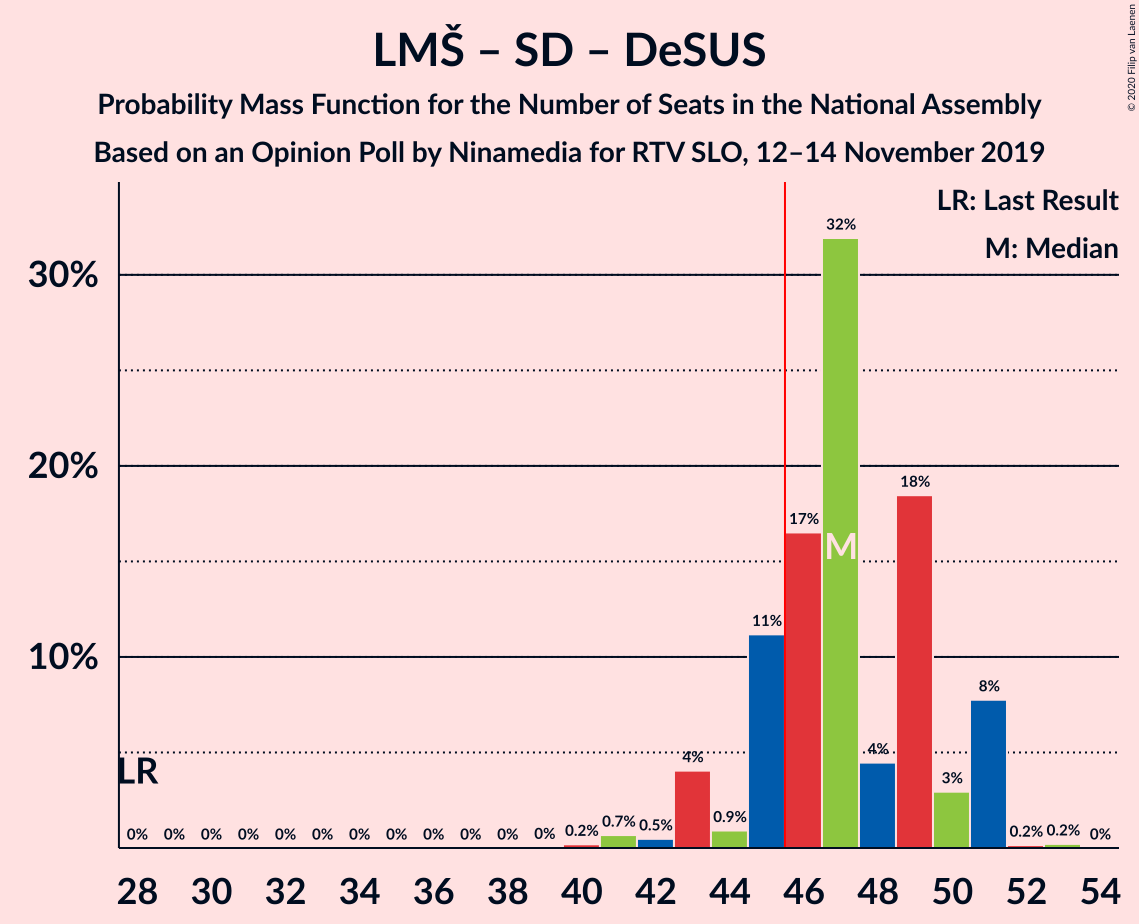 LMŠ – SD – DeSUS
Probability Mass Function for the Number of Seats in the National Assembly
Based on an Opinion Poll by Ninamedia for RTV SLO, 12–14 November 2019
© 2020 Filip van Laenen
LR: Last Result
M: Median
30%
20%
10%
LR
M
0% 0% 0% 0% 0% 0% 0% 0% 0% 0% 0% 0% 0.2% 0.7% 0.5% 4% 0.9% 11% 17% 32% 4% 18% 3% 8% 0.2% 0.2% 0%
28 30 32 34 36 38 40 42 44 46 48 50 52 54